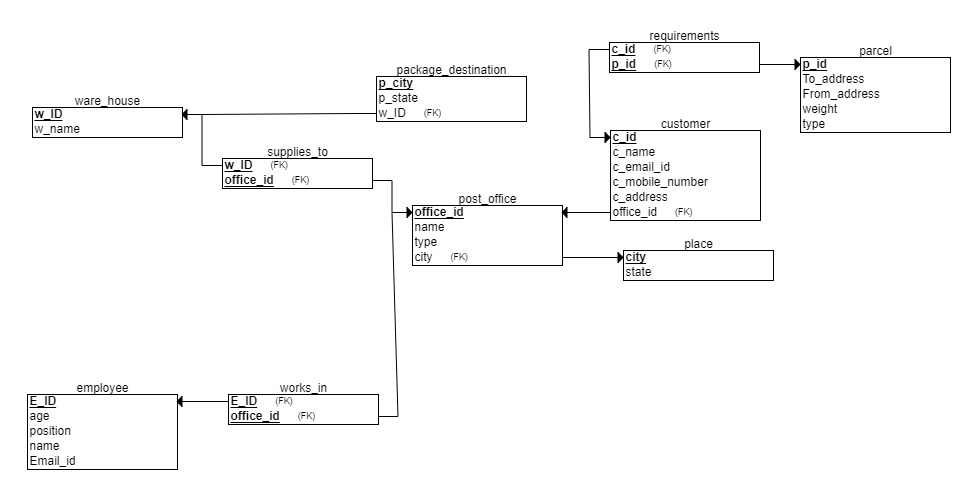 requirements
c_id (FK)
p_id (FK)
parcel
p_id
To_address
From_address
weight
type
package_destination
p_city
p_state
w_ID (FK)
ware_house
w_ID
w_name
customer
c_id
c_name
c_email_id
c_mobile_number
c_address
office_id (FK)
supplies_to
w_ID (FK)
office_id (FK)
post_office
office_id
name
type
city (FK)
place
city
state
employee
E_ID
age
position
name
Email_id
works_in
E_ID (FK)
office_id (FK)